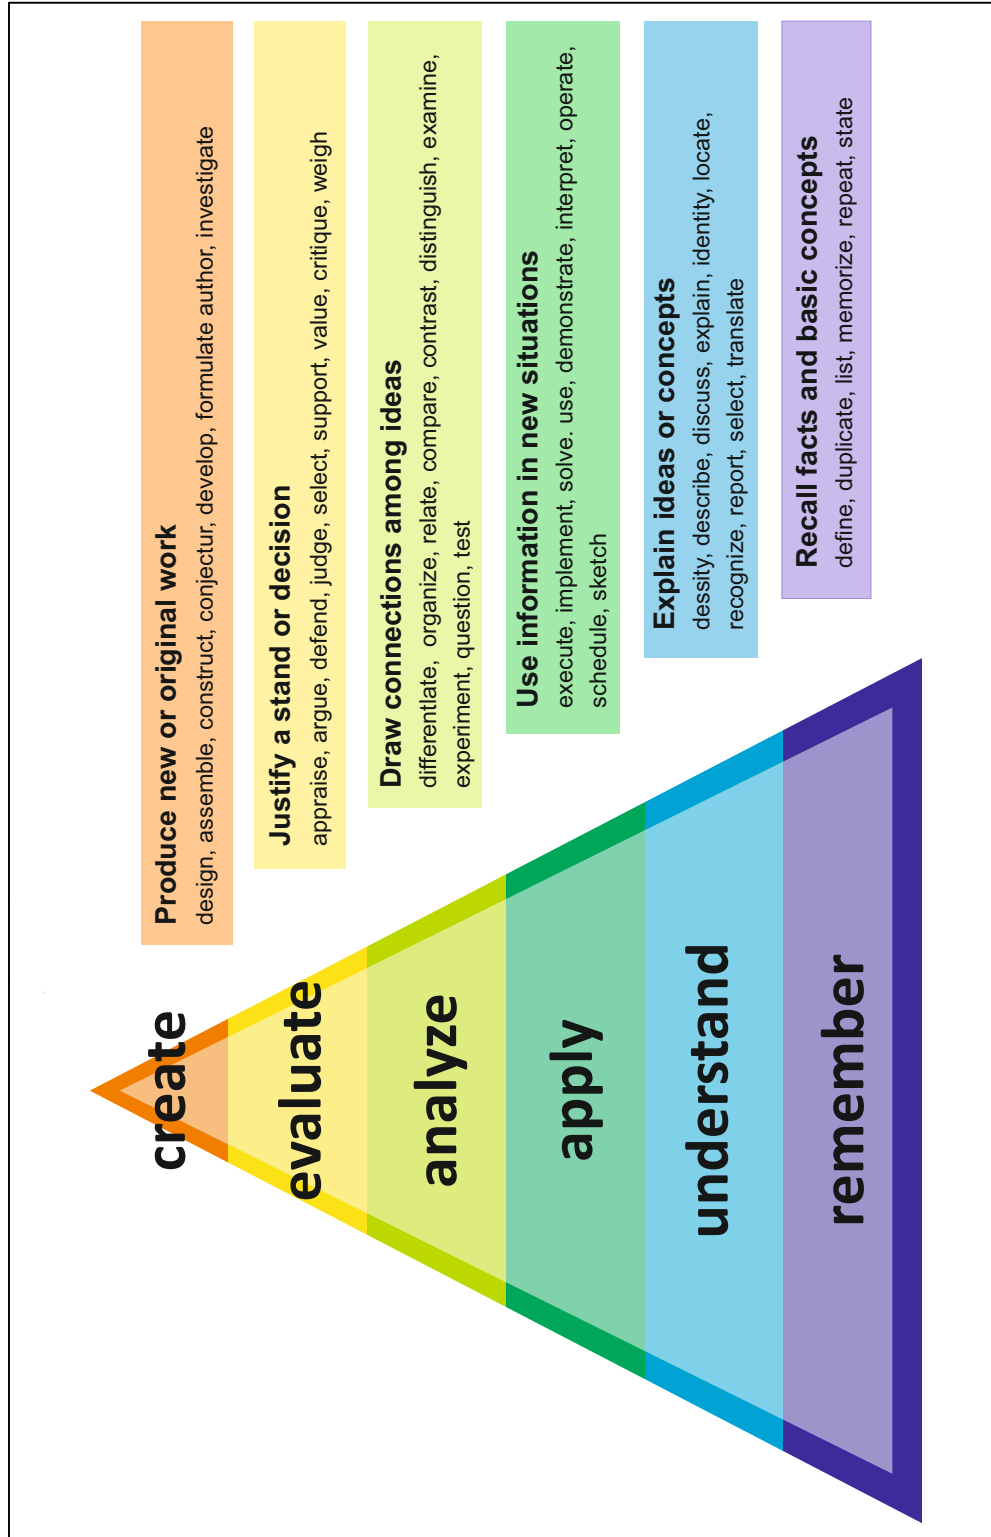 create
Produce new or original work
design, assemble, construct, conjectur, develop, formulate author, investigate
evaluate
Justify a stand or decision
appraise, argue, defend, judge, select, support, value, critique, weigh
analyze
Draw connections among ideas
differentlate, organize, relate, compare, contrast, distinguish, examine,
experiment, question, test
apply
Use information in new situations
execute, implement, solve. use, demonstrate, interpret, operate,
schedule, sketch
understand
Explain ideas or concepts
dessity, describe, discuss, explain, identity, locate,
recognize, report, select, translate
remember
Recall facts and basic concepts
define, duplicate, list, memorize, repeat, state